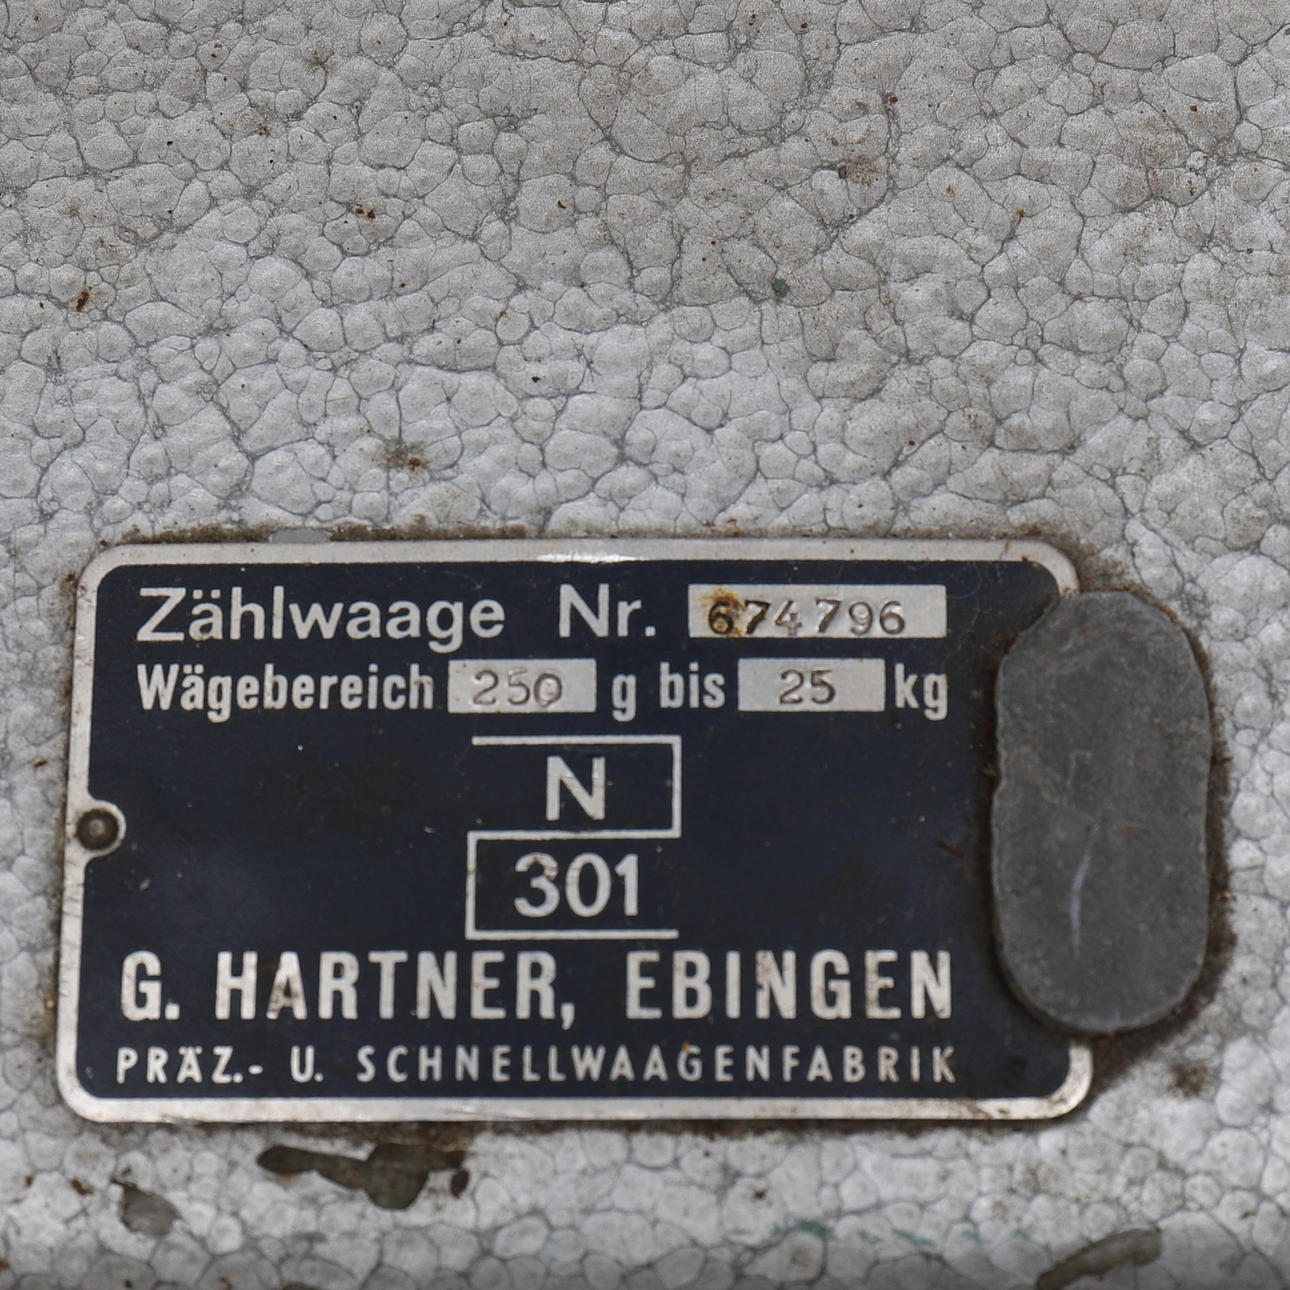 Zählwaage Nr. 674796
Wägebereich 250 g bis 25 kg
N
301
G. HARTNER, EBINGEN
PRÄZ.- U. SCHNELLWAAGENFABRIK